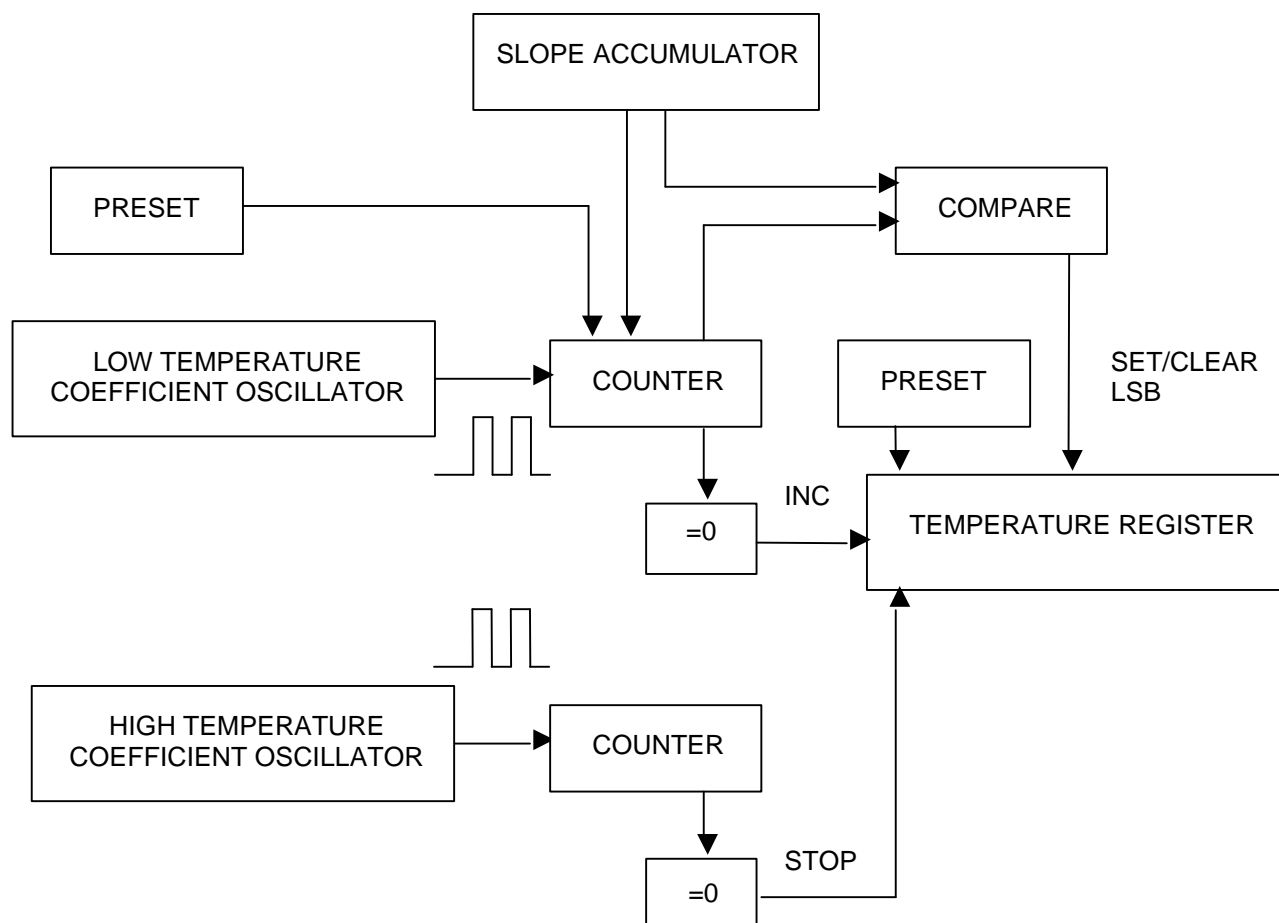 SLOPE ACCUMULATOR
PRESET
COMPARE
LOW TEMPERATURE
COEFFICIENT OSCILLATOR
COUNTER
PRESET
SET/CLEAR
LSB
=0
INC
TEMPERATURE REGISTER
HIGH TEMPERATURE
COEFFICIENT OSCILLATOR
COUNTER
=0
STOP